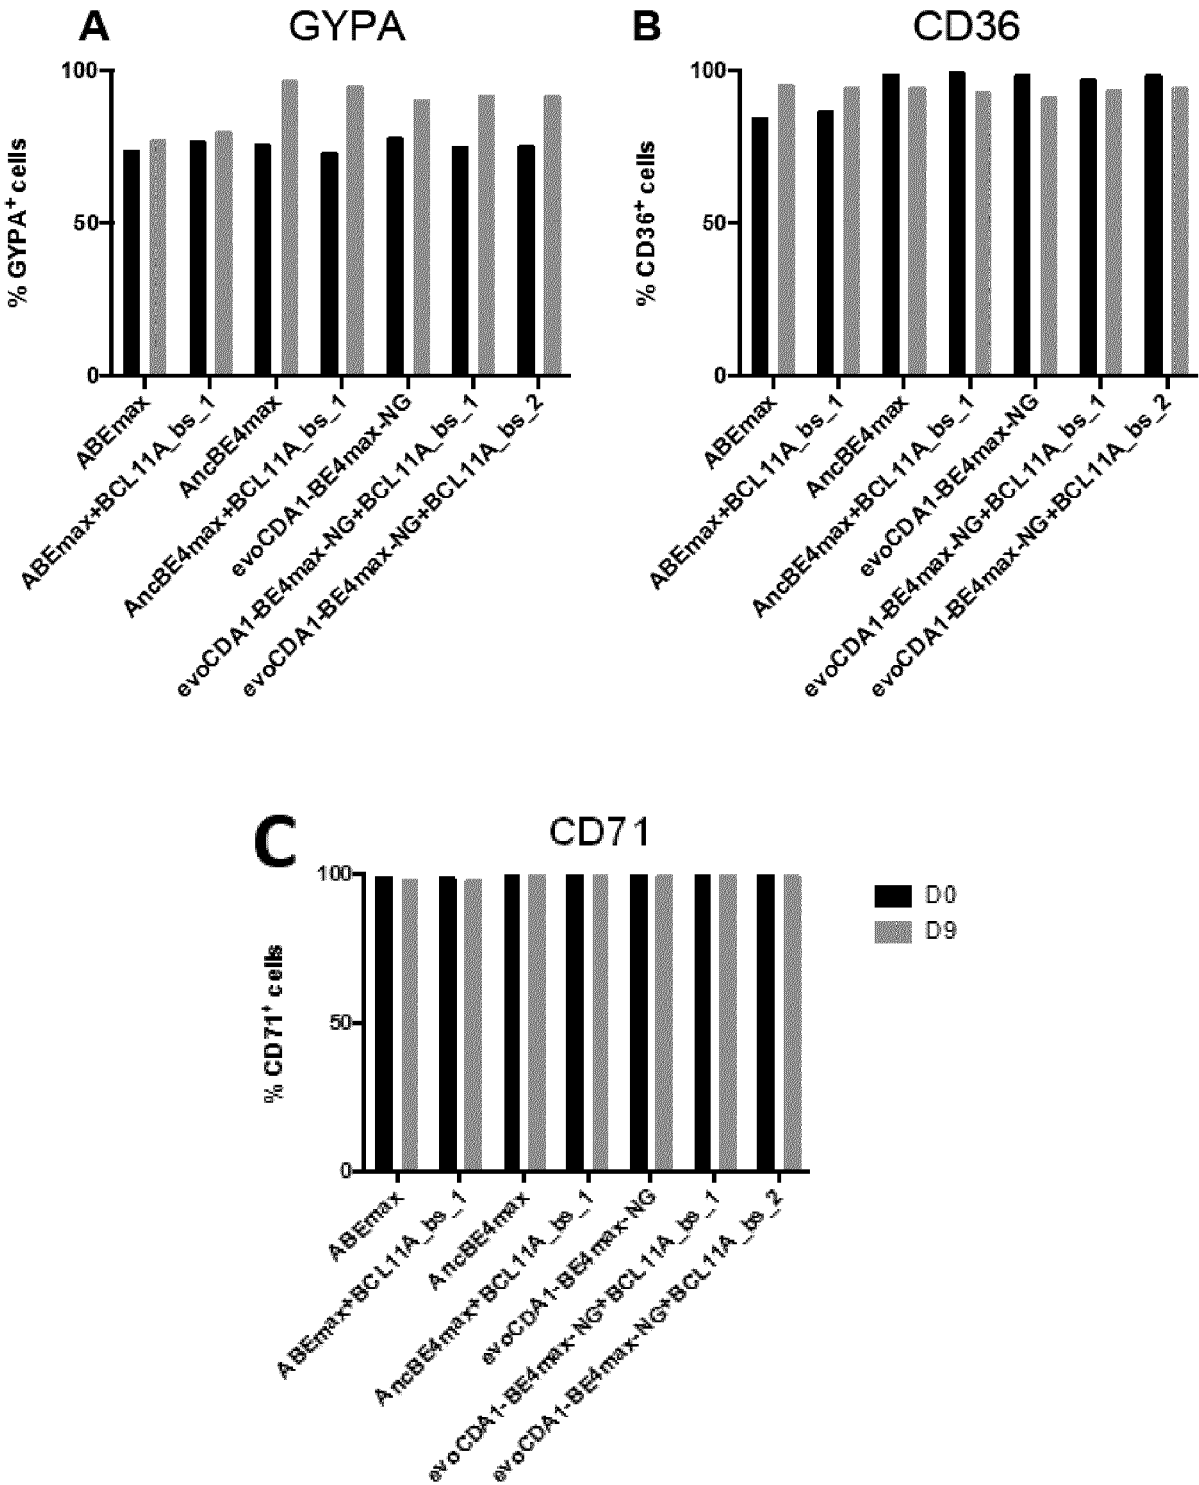 A
GYPA
% GYPA+ cells
100
50
0
ABEmax
ABEmax+BCL11A_bs_1
AncBE4max
AncBE4max+BCL11A_bs_1
evoCDA1-BE4max-NG
evoCDA1-BE4max-NG+BCL11A_bs_1
evoCDA1-BE4max-NG+BCL11A_bs_2
B
CD36
% CD36+ cells
100
50
0
ABEmax
ABEmax+BCL11A_bs_1
AncBE4max
AncBE4max+BCL11A_bs_1
evoCDA1-BE4max-NG
evoCDA1-BE4max-NG+BCL11A_bs_1
evoCDA1-BE4max-NG+BCL11A_bs_2
C
CD71
% CD71+ cells
100
50
0
ABEmax
ABEmax+BCL11A_bs_1
AncBE4max
AncBE4max+BCL11A_bs_1
evoCDA1-BE4max-NG
evoCDA1-BE4max-NG+BCL11A_bs_1
evoCDA1-BE4max-NG+BCL11A_bs_2
D0
D9